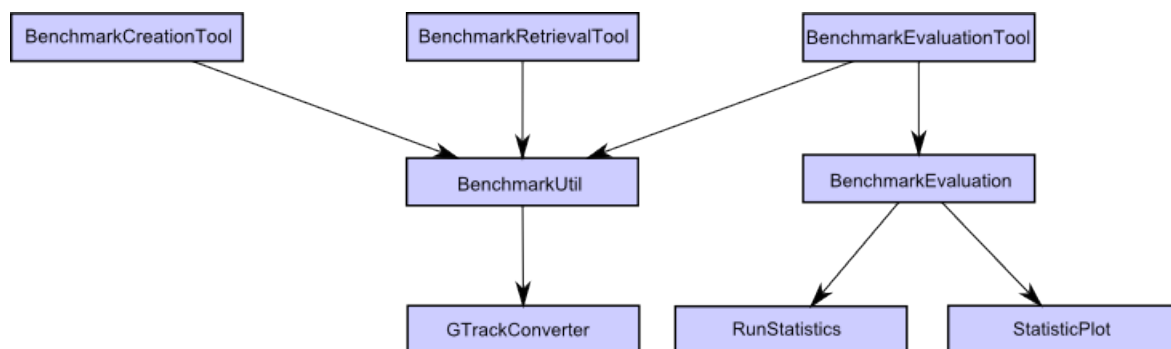 BenchmarkCreationTool
BenchmarkRetrievalTool
BenchmarkEvaluationTool
BenchmarkUtil
BenchmarkEvaluation
GTrackConverter
RunStatistics
StatisticPlot